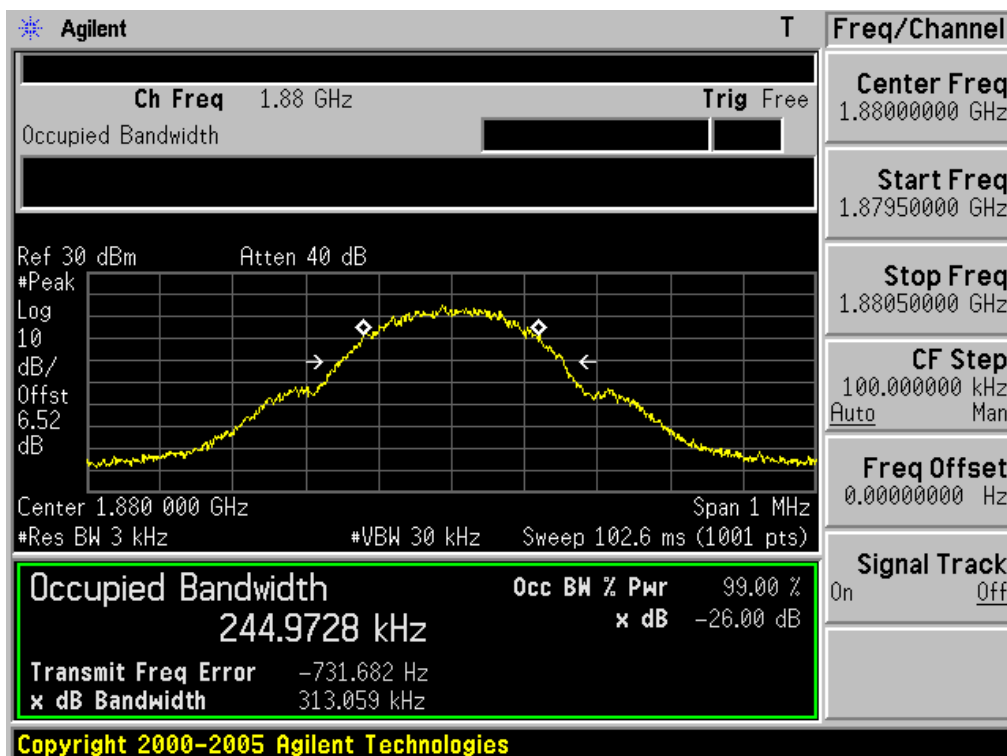 Agilent T
Ch Freq 1.88 GHz Trig Free
Occupied Bandwidth
Ref 30 dBm Atten 40 dB
#Peak
Log
10
dB/
Offst
6.52
dB
Center 1.880 000 GHz Span 1 MHz
#Res BW 3 kHz #VBW 30 kHz Sweep 102.6 ms (1001 pts)
Occupied Bandwidth
244.9728 kHz
Occ BW % Pwr 99.00 %
x dB -26.00 dB
Transmit Freq Error -731.682 Hz
x dB Bandwidth 313.059 kHz
Copyright 2000-2005 Agilent Technologies
Freq/Channel
Center Freq
1.88000000 GHz
Start Freq
1.87950000 GHz
Stop Freq
1.88050000 GHz
CF Step
100.000000 kHz
Auto Man
Freq Offset
0.00000000 Hz
Signal Track
On Off